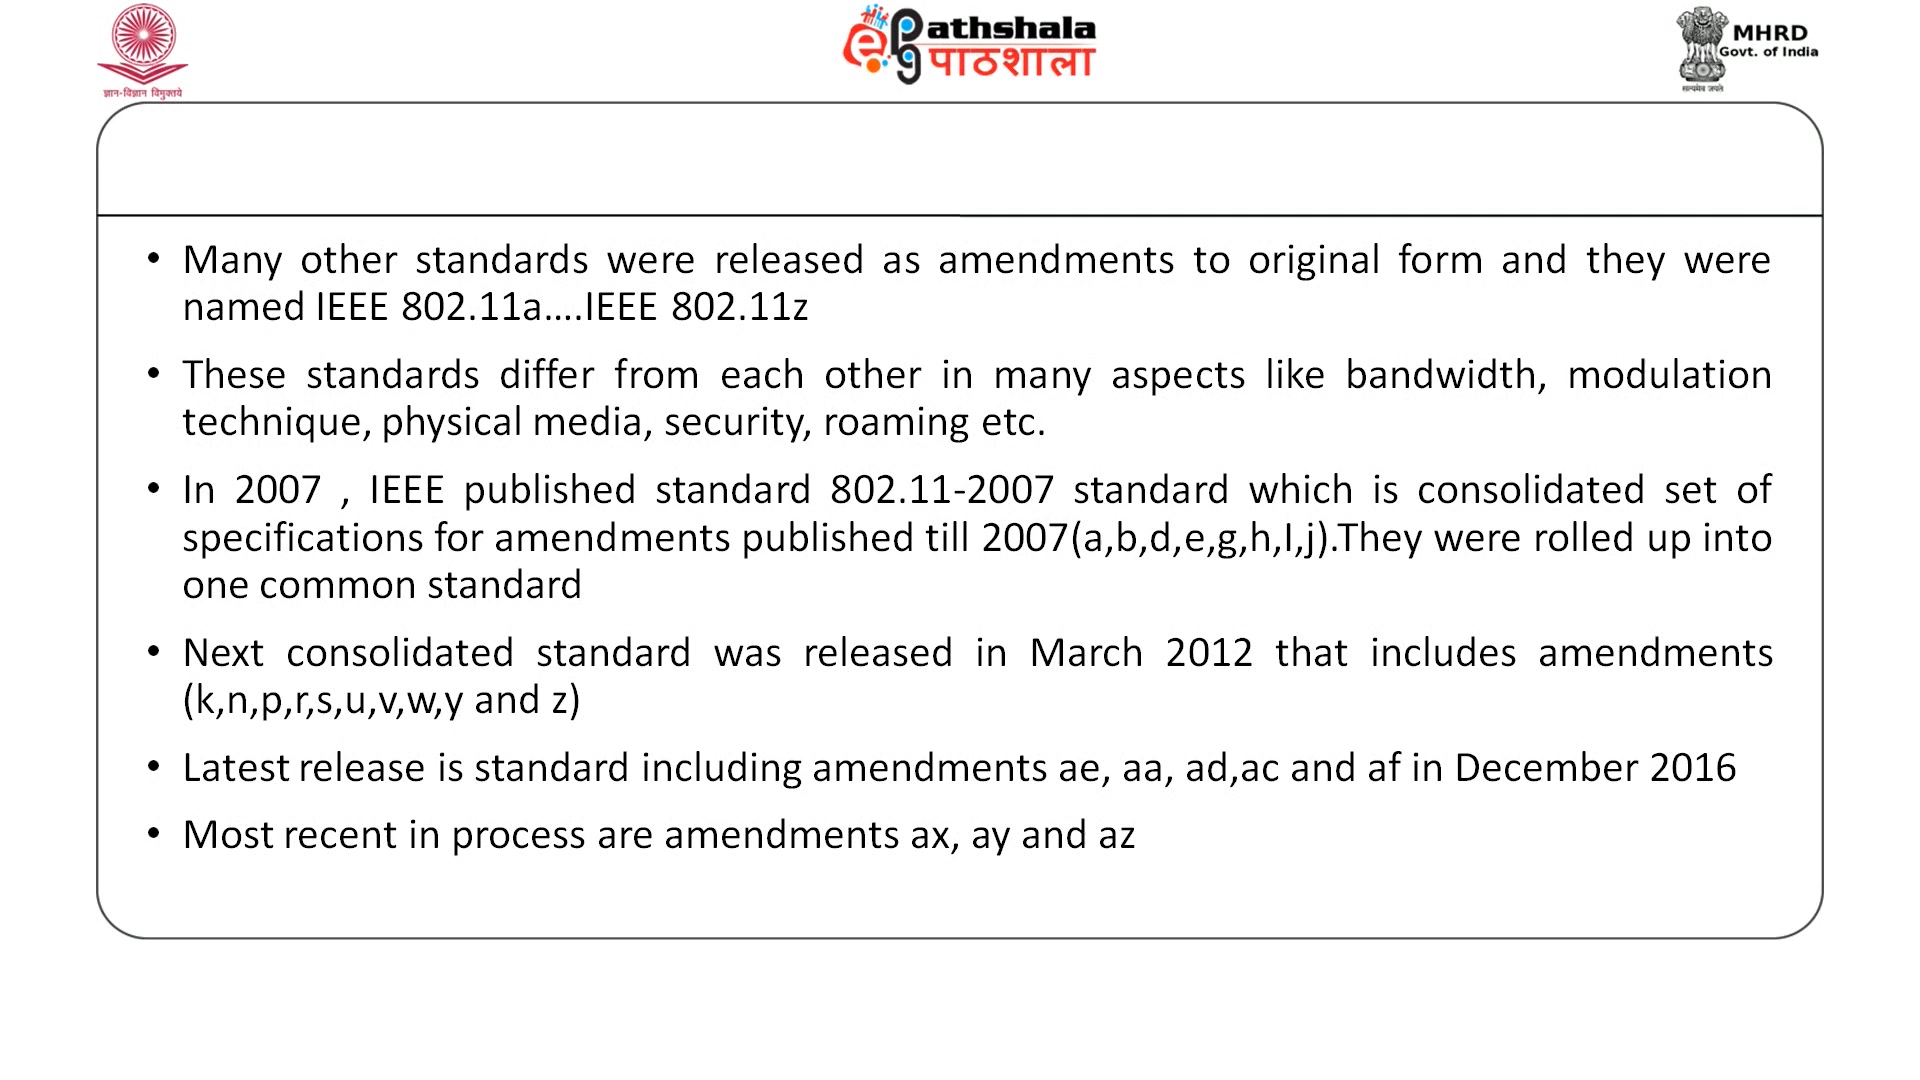 ज्ञान-विज्ञान विमुक्तये
ePathshala
पाठशाला
MHRD
Govt. of India
सत्यमेव जयते
• Many other standards were released as amendments to original form and they were
named IEEE 802.11a….IEEE 802.11z
• These standards differ from each other in many aspects like bandwidth, modulation
technique, physical media, security, roaming etc.
• In 2007 , IEEE published standard 802.11-2007 standard which is consolidated set of
specifications for amendments published till 2007(a,b,d,e,g,h,I,j).They were rolled up into
one common standard
• Next consolidated standard was released in March 2012 that includes amendments
(k,n,p,r,s,u,v,w,y and z)
• Latest release is standard including amendments ae, aa, ad,ac and af in December 2016
• Most recent in process are amendments ax, ay and az